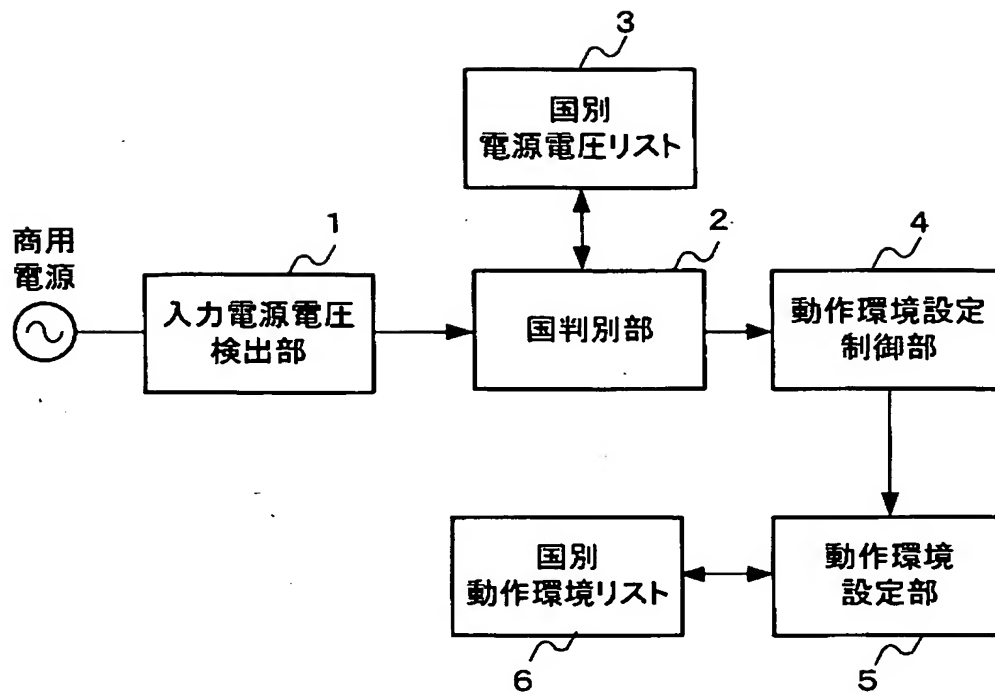 3
国別
電源電圧リスト
商用
電源
1
入力電源電圧
検出部
2
国判別部
4
動作環境設定
制御部
国別
動作環境リスト
6
動作環境
設定部
5